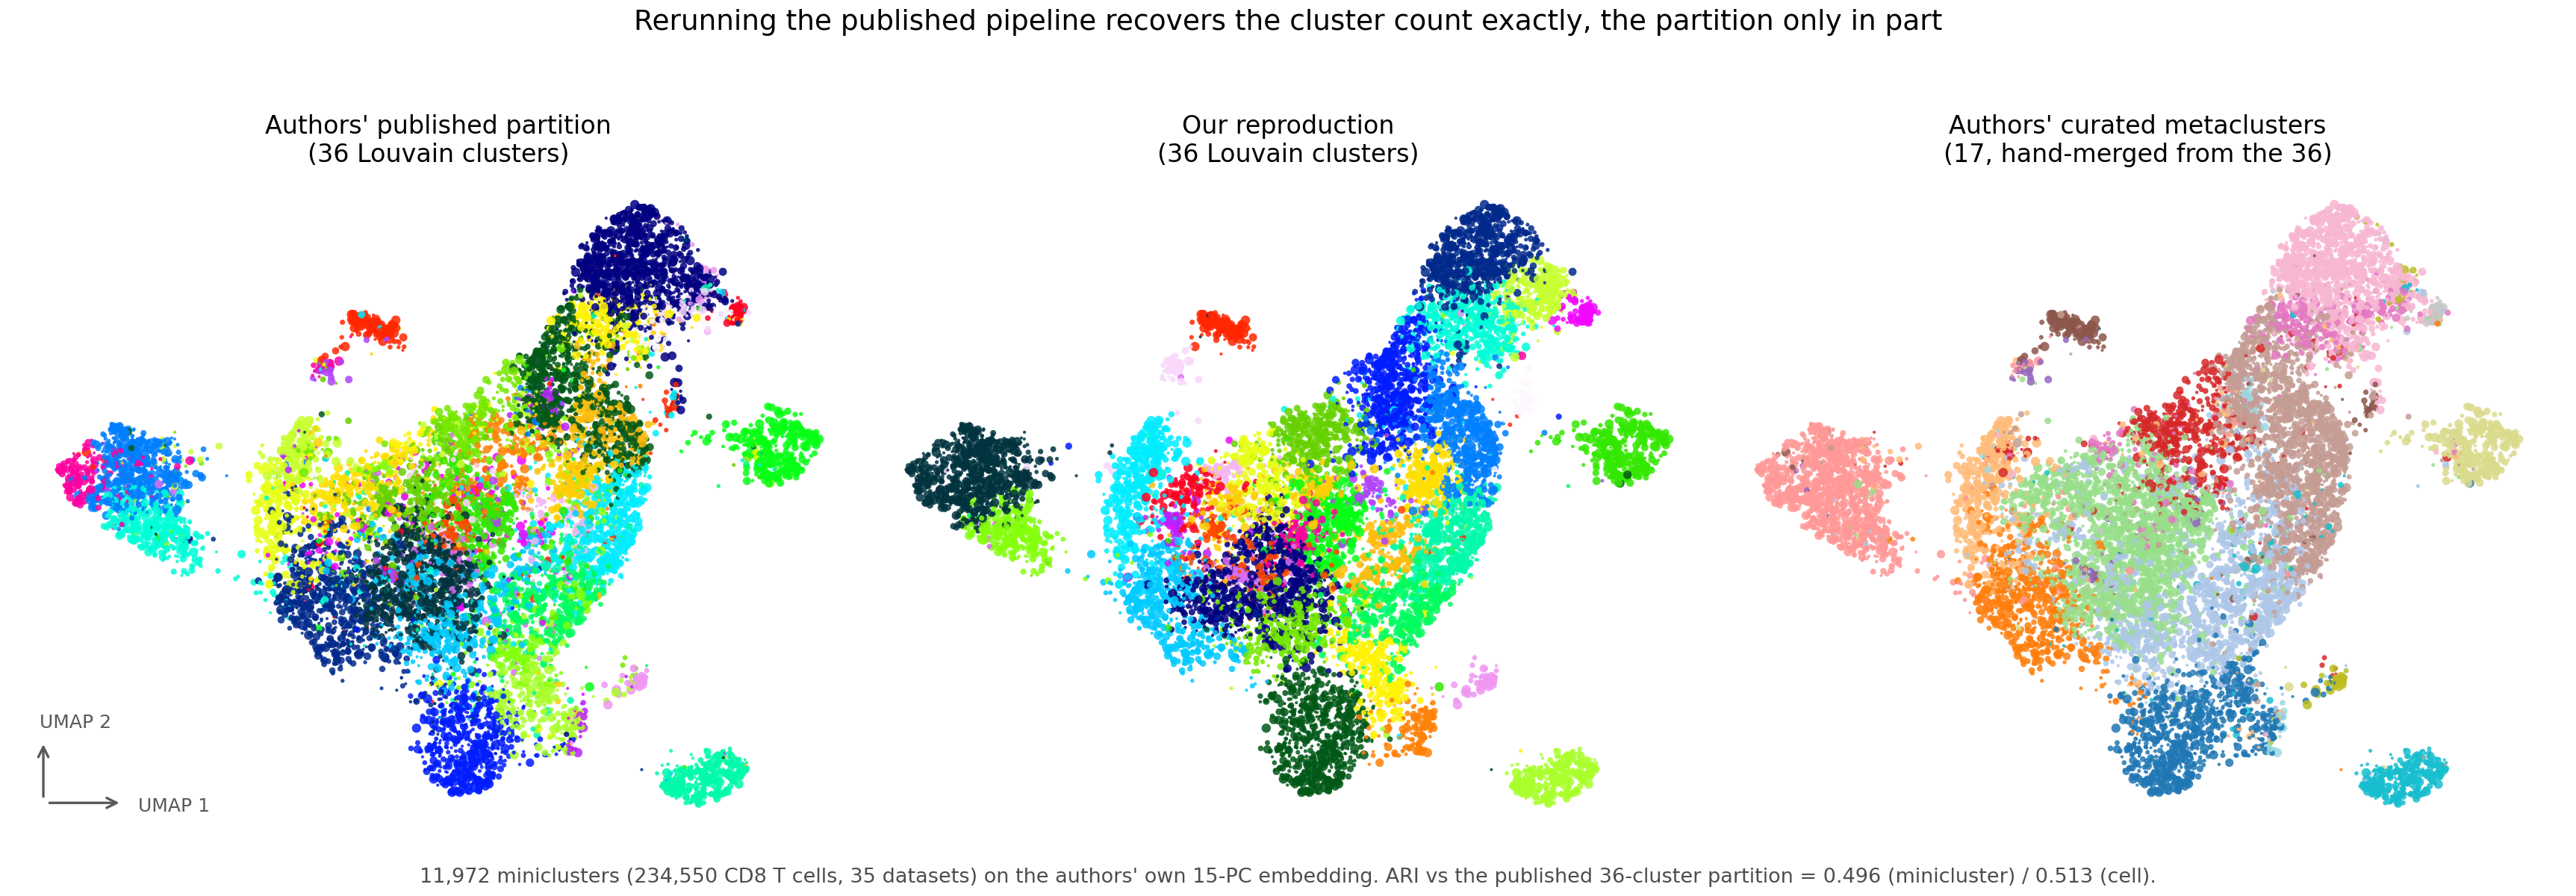 Rerunning the published pipeline recovers the cluster count exactly, the partition only in part
Authors' published partition
(36 Louvain clusters)
Our reproduction
(36 Louvain clusters)
Authors' curated metaclusters
(17, hand-merged from the 36)
UMAP 2
UMAP 1
11,972 miniclusters (234,550 CD8 T cells, 35 datasets) on the authors' own 15-PC embedding. ARI vs the published 36-cluster partition = 0.496 (minicluster) / 0.513 (cell).